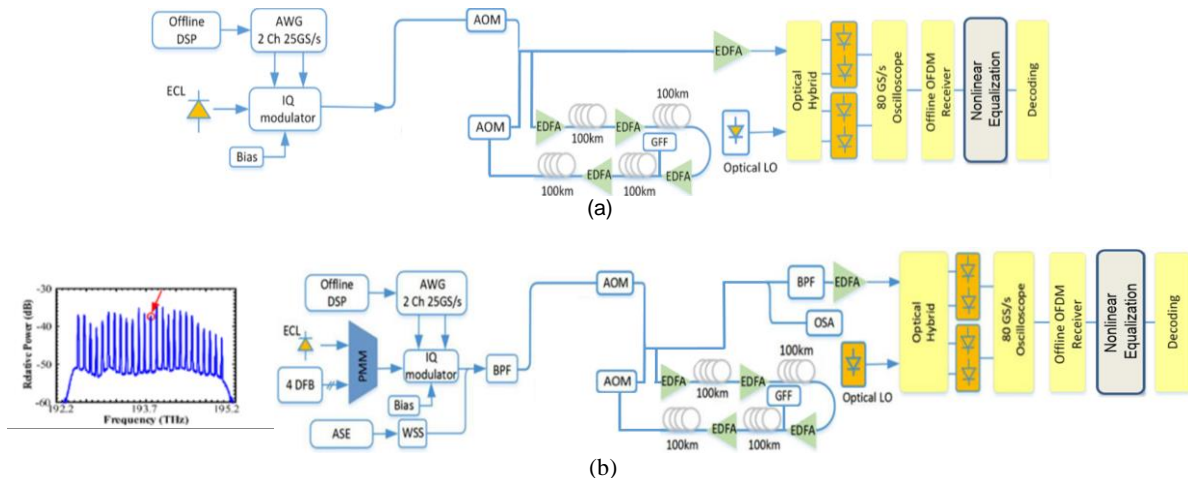 Offline
DSP
AWG
2 Ch 25GS/s
ECL
IQ
modulator
Bias
AOM
AOM
EDFA
100km
EDFA
100km
EDFA
GFF
100km
EDFA
100km
EDFA
Optical LO
Optical
Hybrid
80 GS/s
Oscilloscope
Offline OFDM
Receiver
Nonlinear
Equalization
Decoding
(a)
-30
-40
-50
-60
Relative Power (dB)
192.2
193.7
195.2
Frequency (THz)
Offline
DSP
AWG
2 Ch 25GS/s
ECL
4 DFB
PMM
IQ
modulator
Bias
ASE
WSS
BPF
AOM
AOM
BPF
EDFA
OSA
EDFA
100km
EDFA
100km
GFF
100km
EDFA
100km
EDFA
Optical LO
Optical
Hybrid
80 GS/s
Oscilloscope
Offline OFDM
Receiver
Nonlinear
Equalization
Decoding
(b)